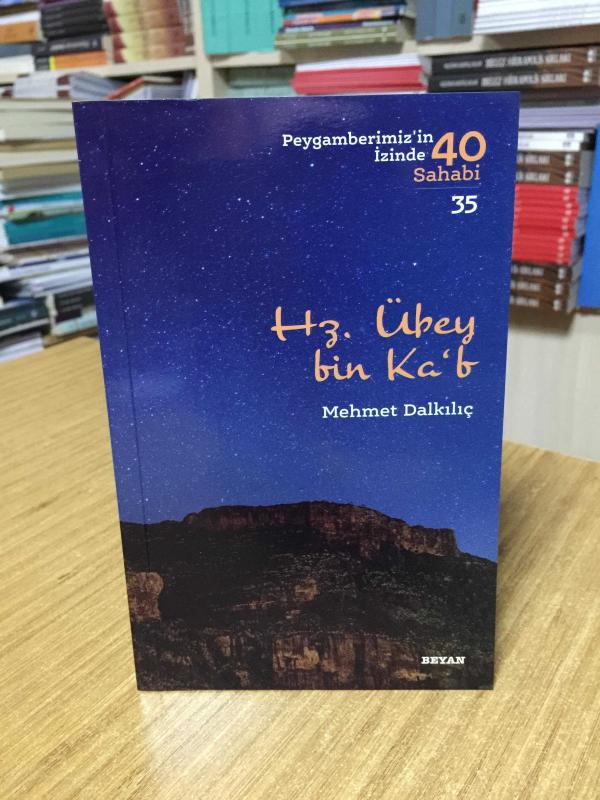 Peygamberimiz'in
İzinde 40
Sahabi
35
Hz. Übey
bin Ka'b
Mehmet Dalkılıç
BEYAN